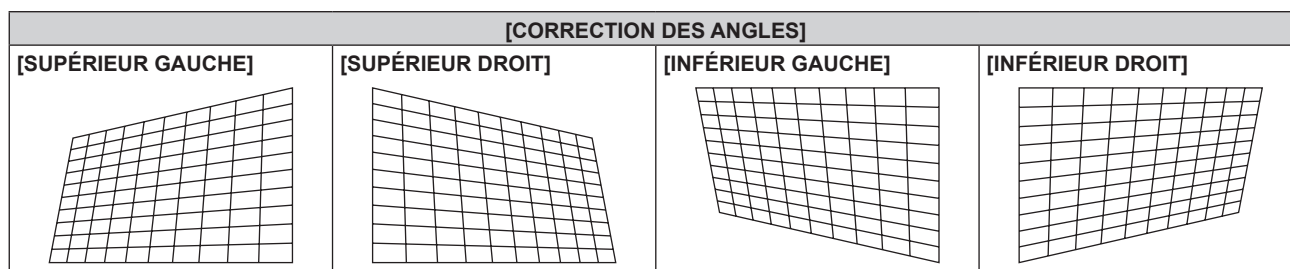 [CORRECTION DES ANGLES]
[SUPÉRIEUR GAUCHE] [SUPÉRIEUR DROIT] [INFÉRIEUR GAUCHE] [INFÉRIEUR DROIT]